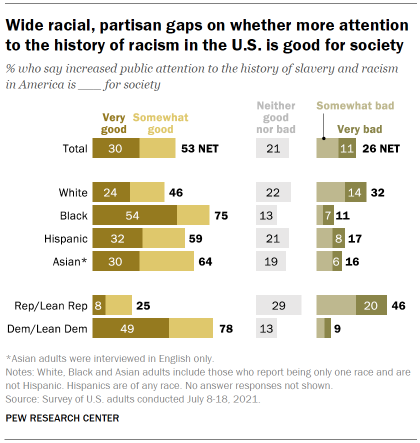 Wide racial, partisan gaps on whether more attention
to the history of racism in the U.S. is good for society
% who say increased public attention to the history of slavery and racism
in America is ___ for society
Very good Somewhat good Neither good nor bad Somewhat bad Very bad
Total 30 53 NET 21 11 26 NET
White 24 46 22 14 32
Black 54 75 13 7 11
Hispanic 32 59 21 8 17
Asian* 30 64 19 6 16
Rep/Lean Rep 8 25 29 20 46
Dem/Lean Dem 49 78 13 9
*Asian adults were interviewed in English only.
Notes: White, Black and Asian adults include those who report being only one race and are
not Hispanic. Hispanics are of any race. No answer responses not shown.
Source: Survey of U.S. adults conducted July 8-18, 2021.
PEW RESEARCH CENTER